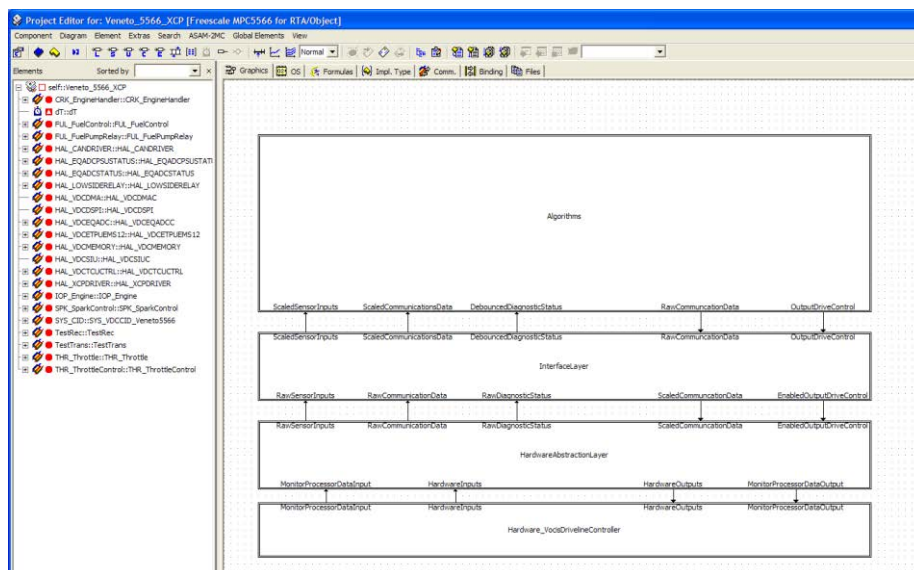 Project Editor for: Veneto_5566_XCP [Freescale MPC5566 for RTA/Object]
Component Diagram Element Extras Search ASAM-2MC Global Elements View
Normal
Elements Sorted by
Graphics OS Formulas Impl. Type Comm. Binding Files
self::Veneto_5566_XCP
CRK_EngineHandler::CRK_EngineHandler
dT::dT
FUL_FuelControl::FUL_FuelControl
FUL_FuelPumpRelay::FUL_FuelPumpRelay
HAL_CANDRIVER::HAL_CANDRIVER
HAL_EQADCPSUSTATUS::HAL_EQADCPSUSTATI
HAL_EQADCSTATUS::HAL_EQADCSTATUS
HAL_LOWSIDERELAY::HAL_LOWSIDERELAY
HAL_VDCDMA::HAL_VDCDMAC
HAL_VDCDSPI::HAL_VDCDSPI
HAL_VDCEQADC::HAL_VDCEQADCC
HAL_VDCETPUEMS12::HAL_VDCETPUEMS12
HAL_VDCMEMORY::HAL_VDCMEMORY
HAL_VDCSIU::HAL_VDCSIUC
HAL_VDCTCUCTRL::HAL_VDCTCUCTRL
HAL_XCPDRIVER::HAL_XCPDRIVER
IOP_Engine::IOP_Engine
SPK_SparkControl::SPK_SparkControl
SYS_CID::SYS_VDCCID_Veneto5566
TestRec::TestRec
TestTrans::TestTrans
THR_Throttle::THR_Throttle
THR_ThrottleControl::THR_ThrottleControl
Algorithms
ScaledSensorInputs ScaledCommunicationsData DebouncedDiagnosticStatus RawCommuncationData OutputDriveControl
ScaledSensorInputs ScaledCommunicationsData DebouncedDiagnosticStatus RawCommuncationData OutputDriveControl
InterfaceLayer
RawSensorInputs RawCommunicationData RawDiagnosticStatus ScaledCommuncationData EnabledOutputDriveControl
RawSensorInputs RawCommunicationData RawDiagnosticStatus ScaledCommuncationData EnabledOutputDriveControl
HardwareAbstractionLayer
MonitorProcessorDataInput HardwareInputs HardwareOutputs MonitorProcessorDataOutput
MonitorProcessorDataInput HardwareInputs HardwareOutputs MonitorProcessorDataOutput
Hardware_VocisDrivelineController